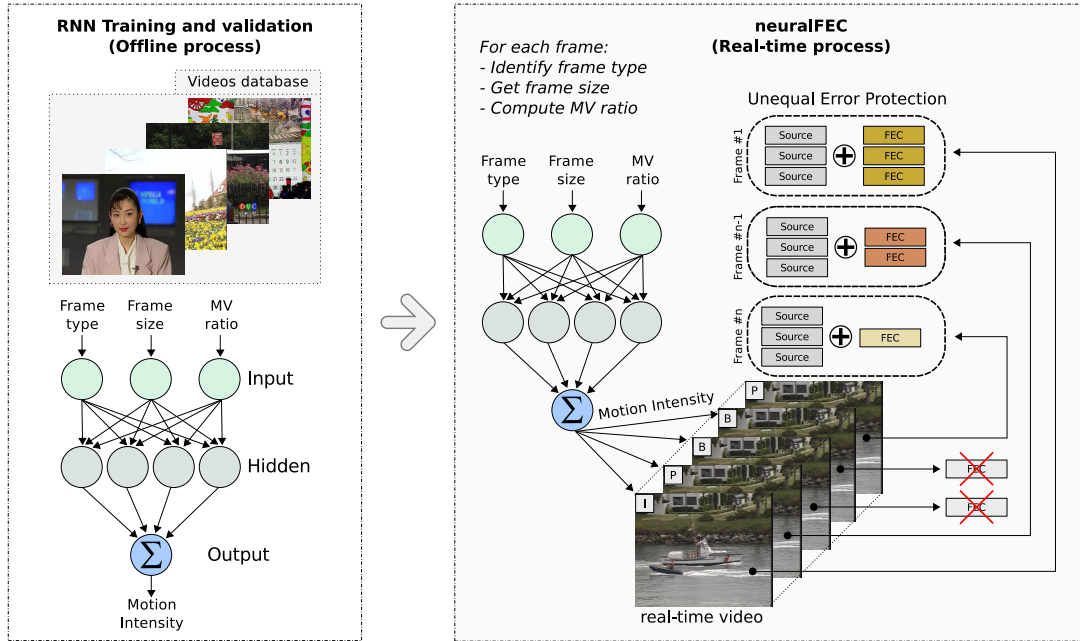 RNN Training and validation
(Offline process)
Videos database
MPEG4
WORLD
Frame
type
Frame
size
MV
ratio
Input
Hidden
Σ
Output
Motion
Intensity
neuralFEC
(Real-time process)
For each frame:
- Identify frame type
- Get frame size
- Compute MV ratio
Frame
type
Frame
size
MV
ratio
Σ
Motion Intensity
Unequal Error Protection
Frame #1
Source
Source
Source
+
FEC
FEC
FEC
Frame #n-1
Source
Source
Source
+
FEC
FEC
Frame #n
Source
Source
Source
+
FEC
P
B
B
P
I
FEC
FEC
real-time video